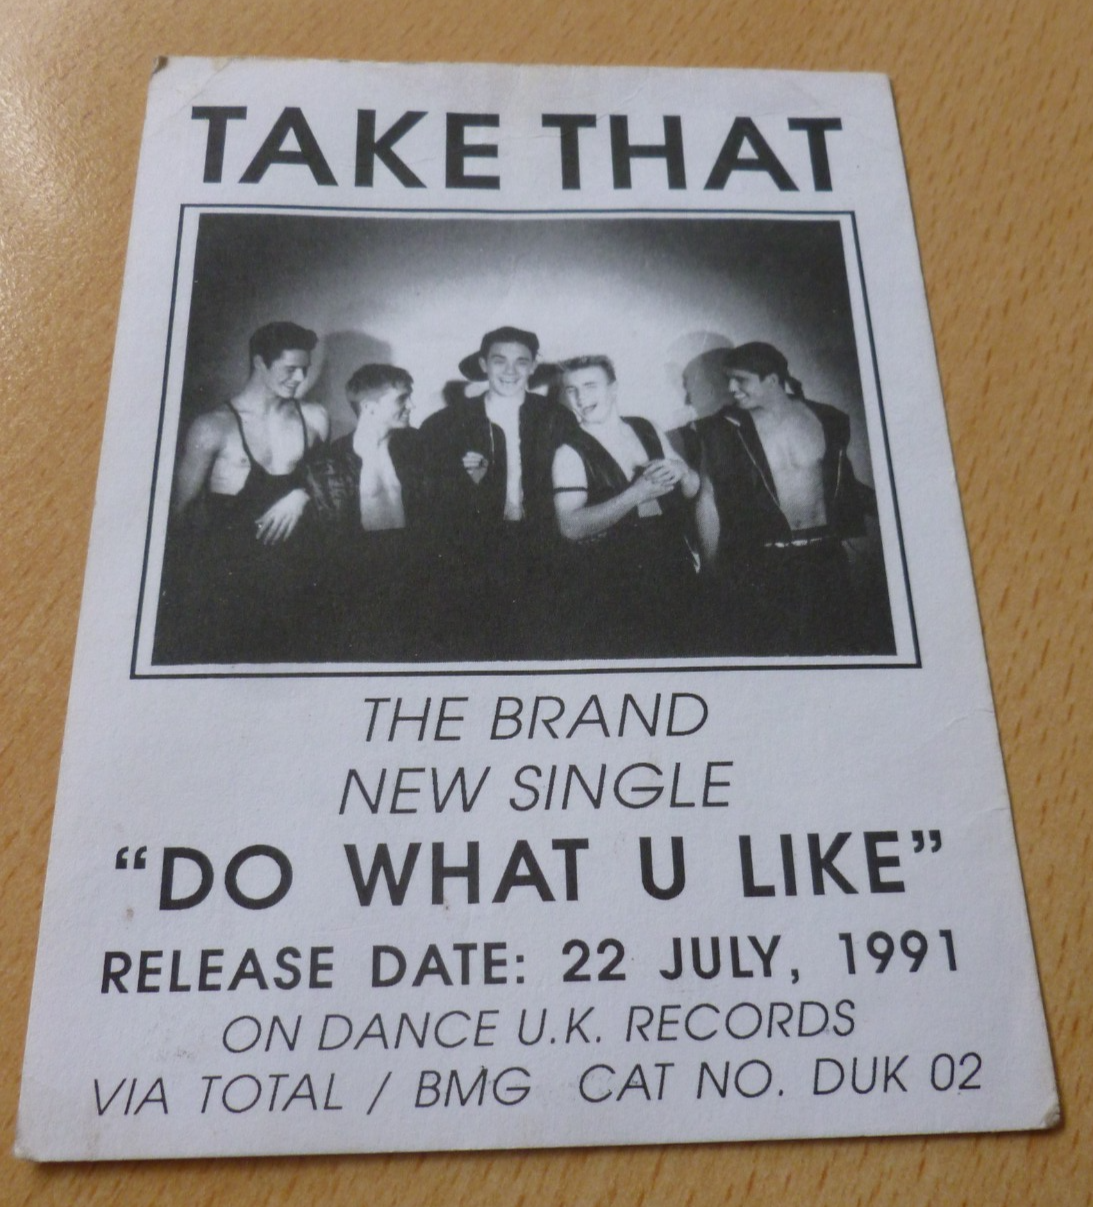 TAKE THAT
THE BRAND
NEW SINGLE
“DO WHAT U LIKE”
RELEASE DATE: 22 JULY, 1991
ON DANCE U.K. RECORDS
VIA TOTAL / BMG CAT NO. DUK 02